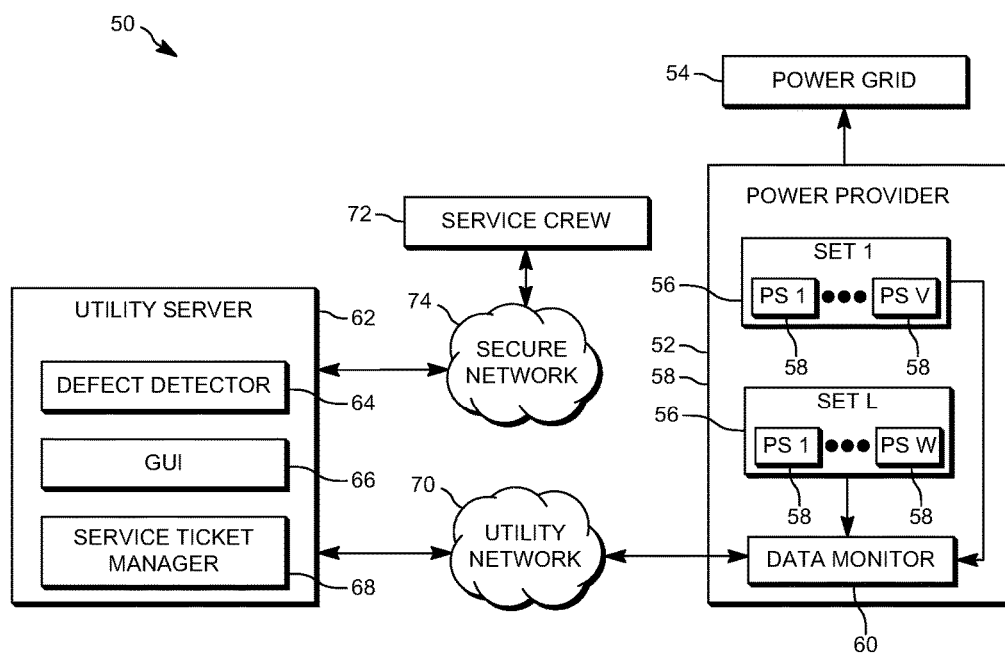 50
54
POWER GRID
POWER PROVIDER
72
SERVICE CREW
SET 1
56
PS 1
PS V
58
58
UTILITY SERVER
62
74
SECURE
NETWORK
52
58
DEFECT DETECTOR
64
56
SET L
PS 1
PS W
58
58
GUI
66
70
UTILITY
NETWORK
SERVICE TICKET
MANAGER
68
DATA MONITOR
60